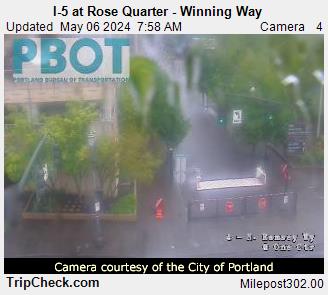 I-5 at Rose Quarter - Winning Way
Updated May 06 2024 7:58 AM Camera 4
PBOT
PORTLAND BUREAU OF TRANSPORTATION
Camera courtesy of the City of Portland
TripCheck.com Milepost302.00